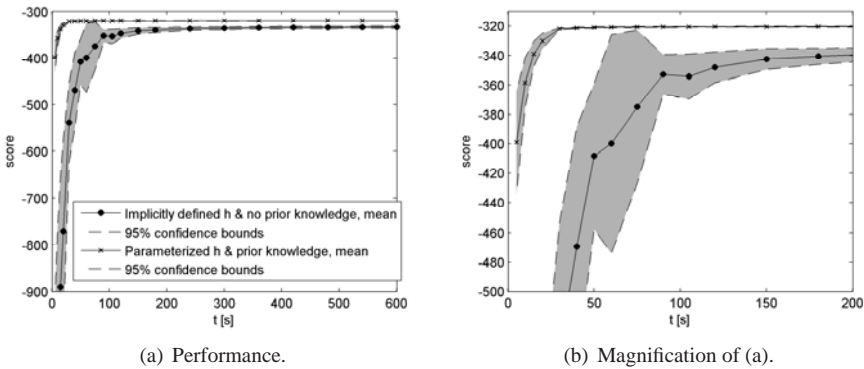 -300
-400
-500
-600
-700
-800
-900
score
0
100
200
300
400
500
600
t [s]
Implicitly defined h & no prior knowledge, mean
95% confidence bounds
Parameterized h & prior knowledge, mean
95% confidence bounds
(a) Performance.
-320
-340
-360
-380
-400
-420
-440
-460
-480
-500
score
0
50
100
150
200
t [s]
(b) Magnification of (a).